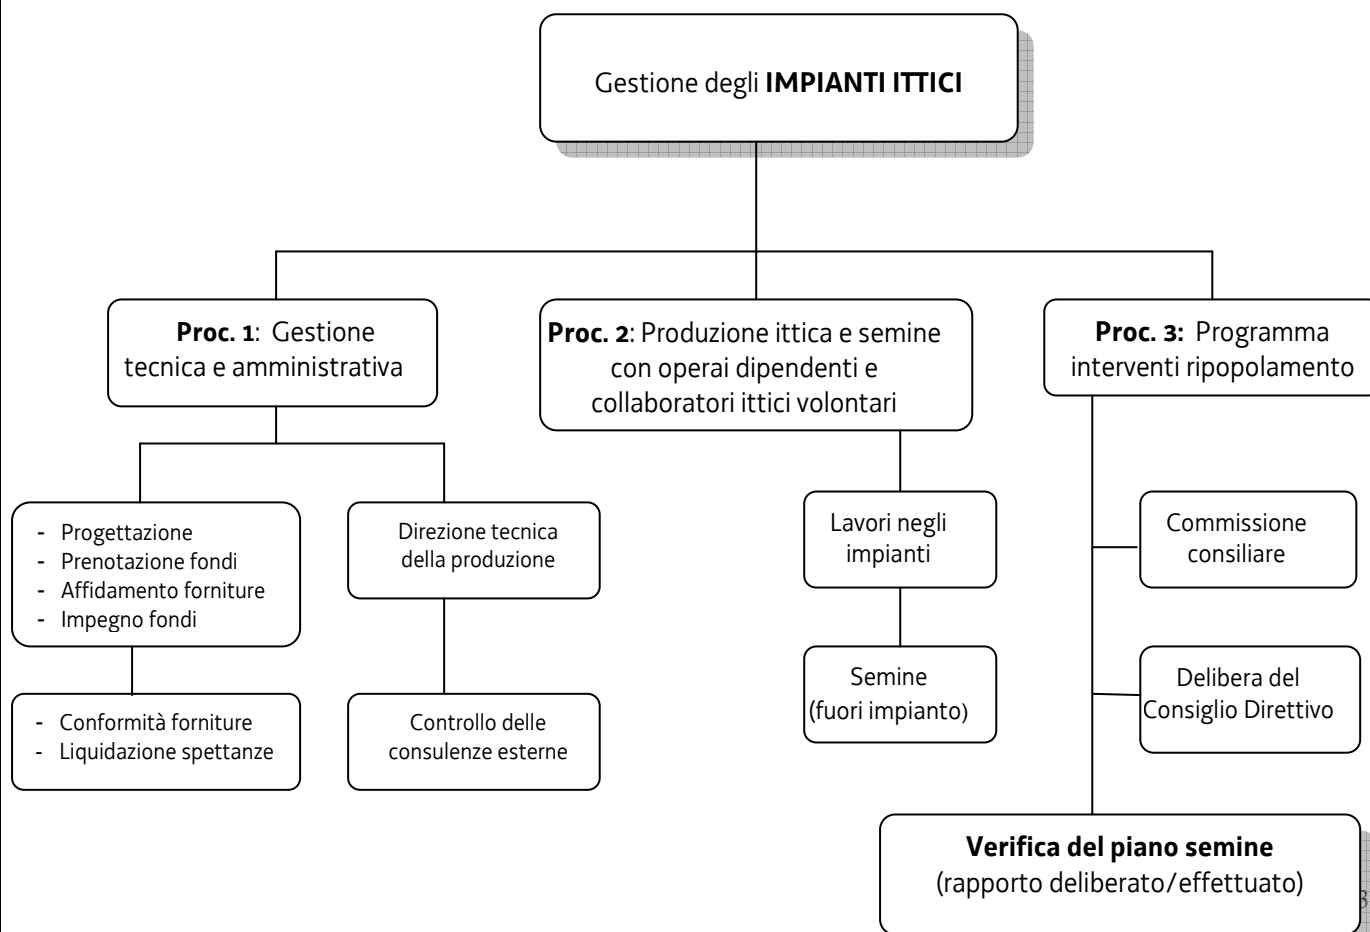 Gestione degli IMPIANTI ITTICI
Proc. 1: Gestione
tecnica e amministrativa
Proc. 2: Produzione ittica e semine
con operai dipendenti e
collaboratori ittici volontari
Proc. 3: Programma
interventi ripopolamento
- Progettazione
- Prenotazione fondi
- Affidamento forniture
- Impegno fondi
Direzione tecnica
della produzione
Lavori negli
impianti
Commissione
consiliare
- Conformità forniture
- Liquidazione spettanze
Controllo delle
consulenze esterne
Semine
(fuori impianto)
Delibera del
Consiglio Direttivo
Verifica del piano semine
(rapporto deliberato/effettuato)